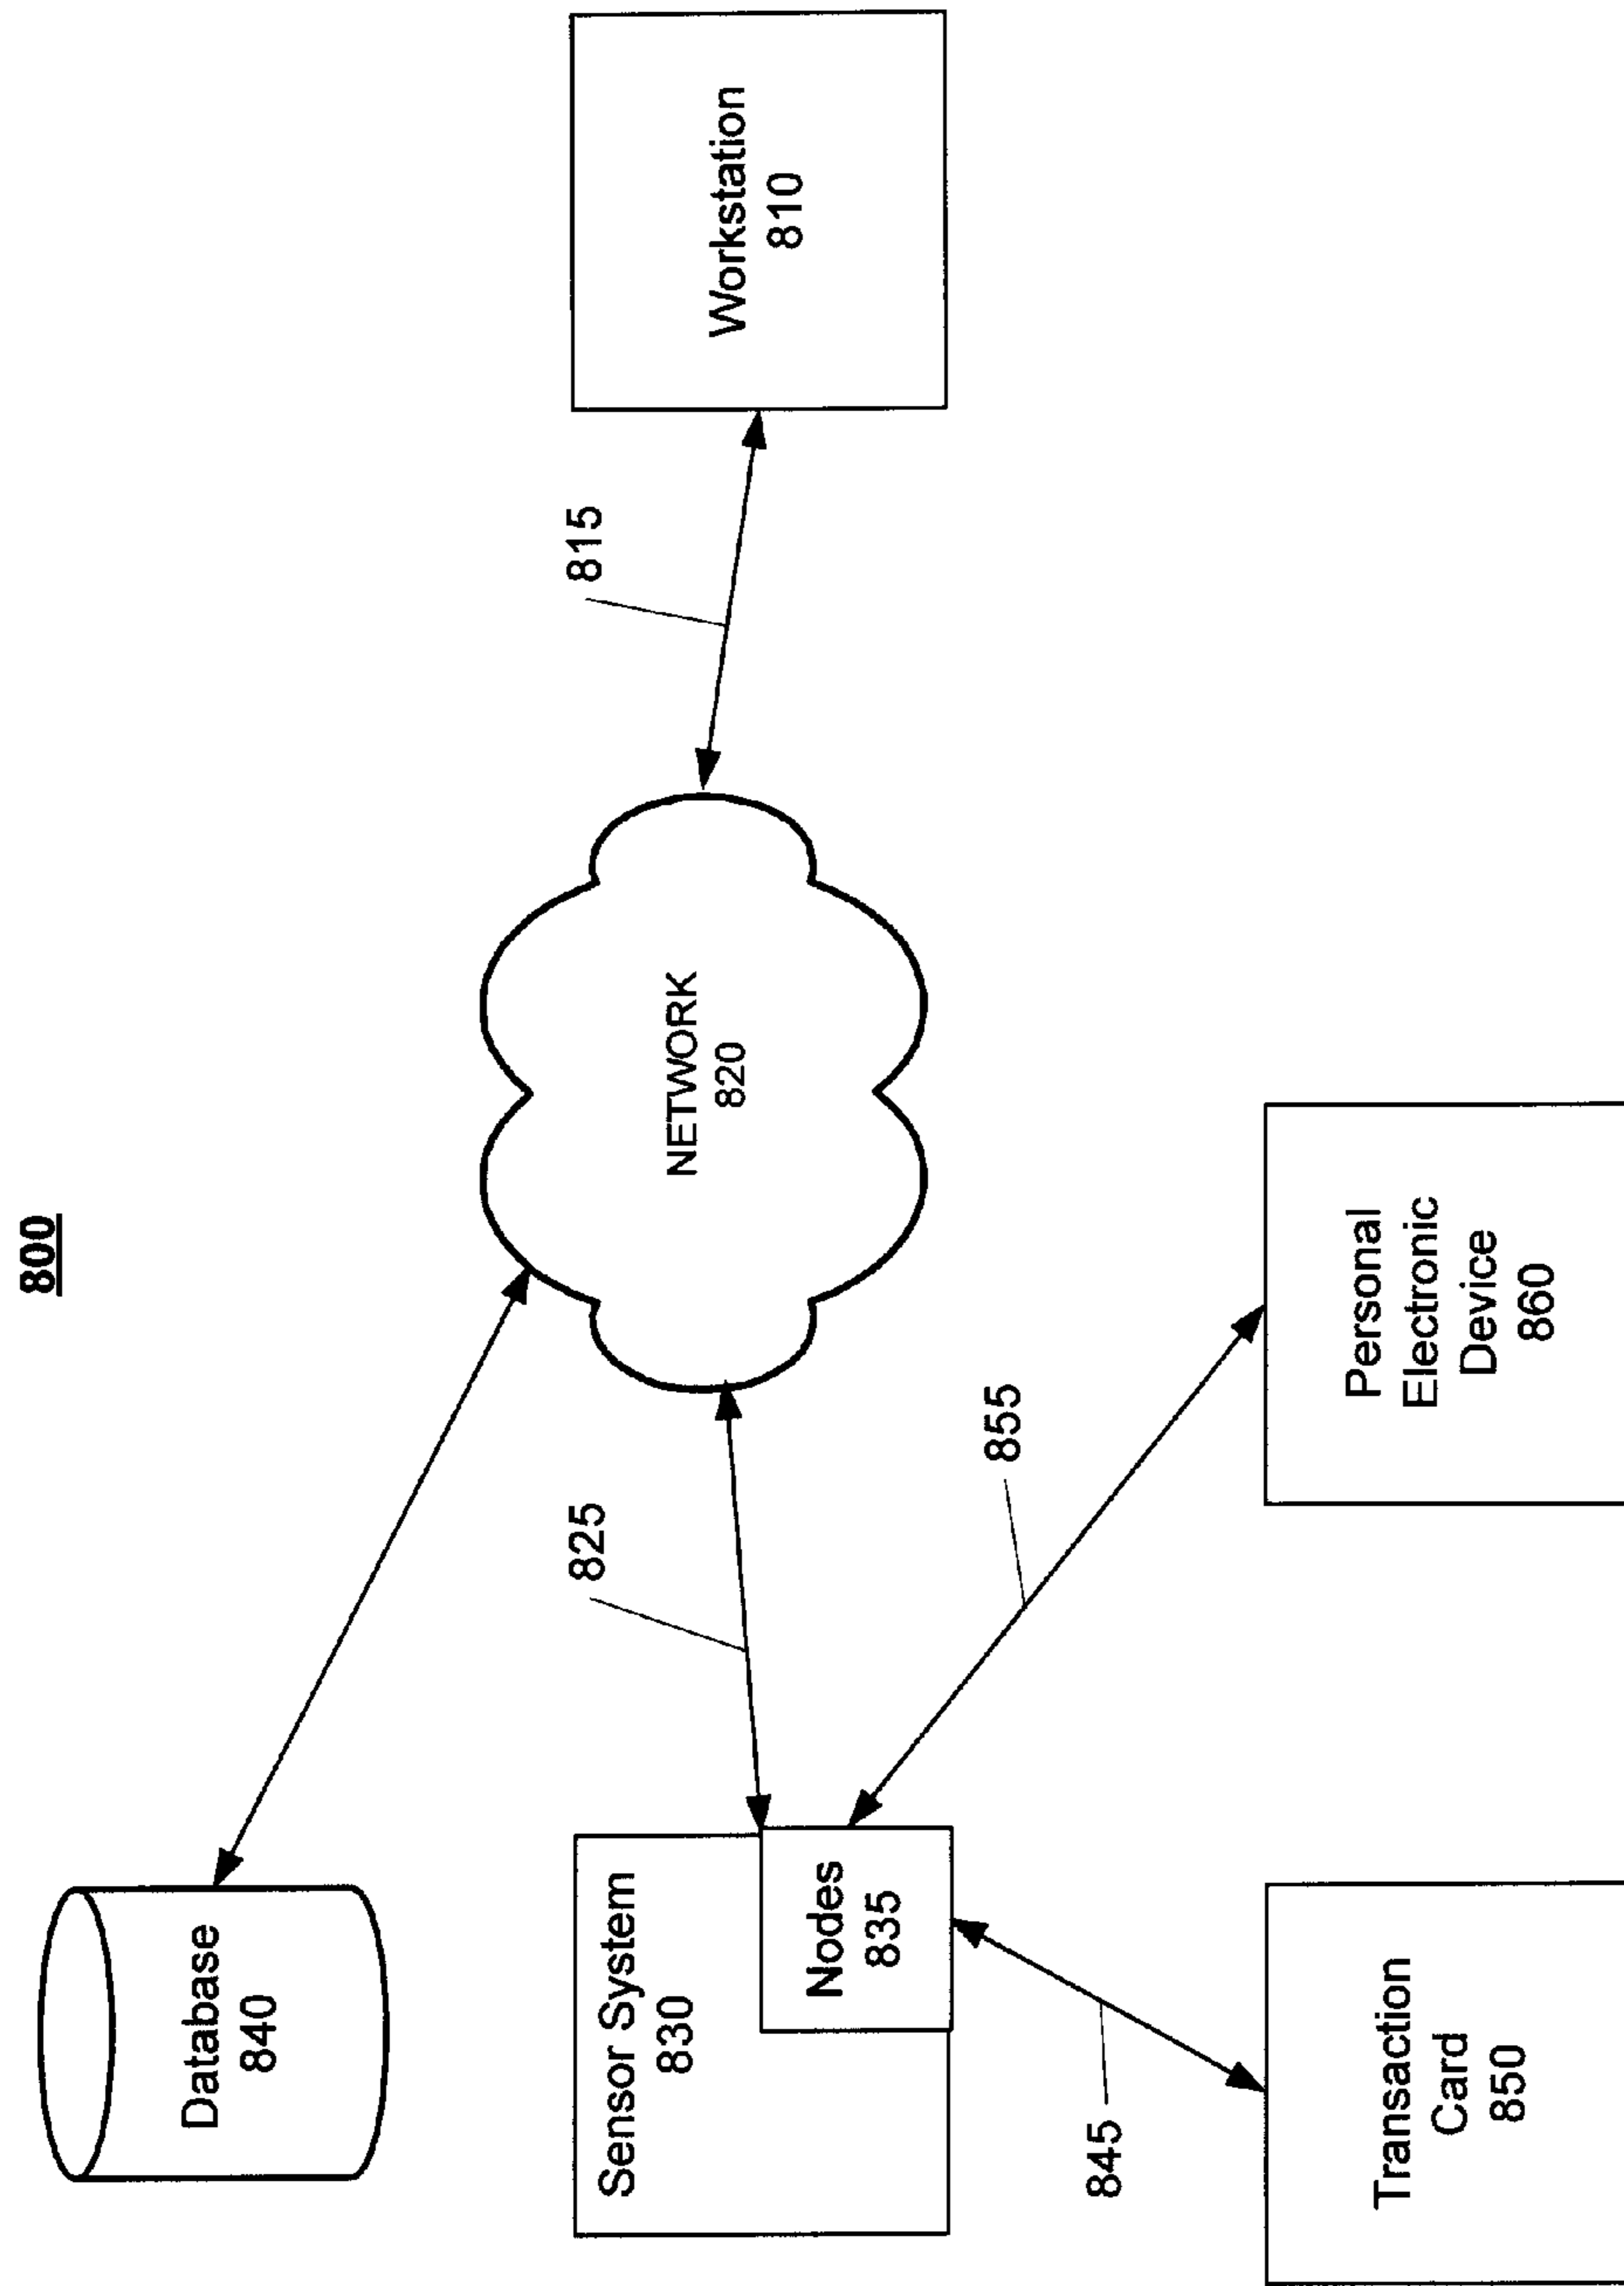 800
Database
840
Sensor System
830
Nodes
835
825
NETWORK
820
815
Workstation
810
845
855
Transaction
Card
850
Personal
Electronic
Device
860